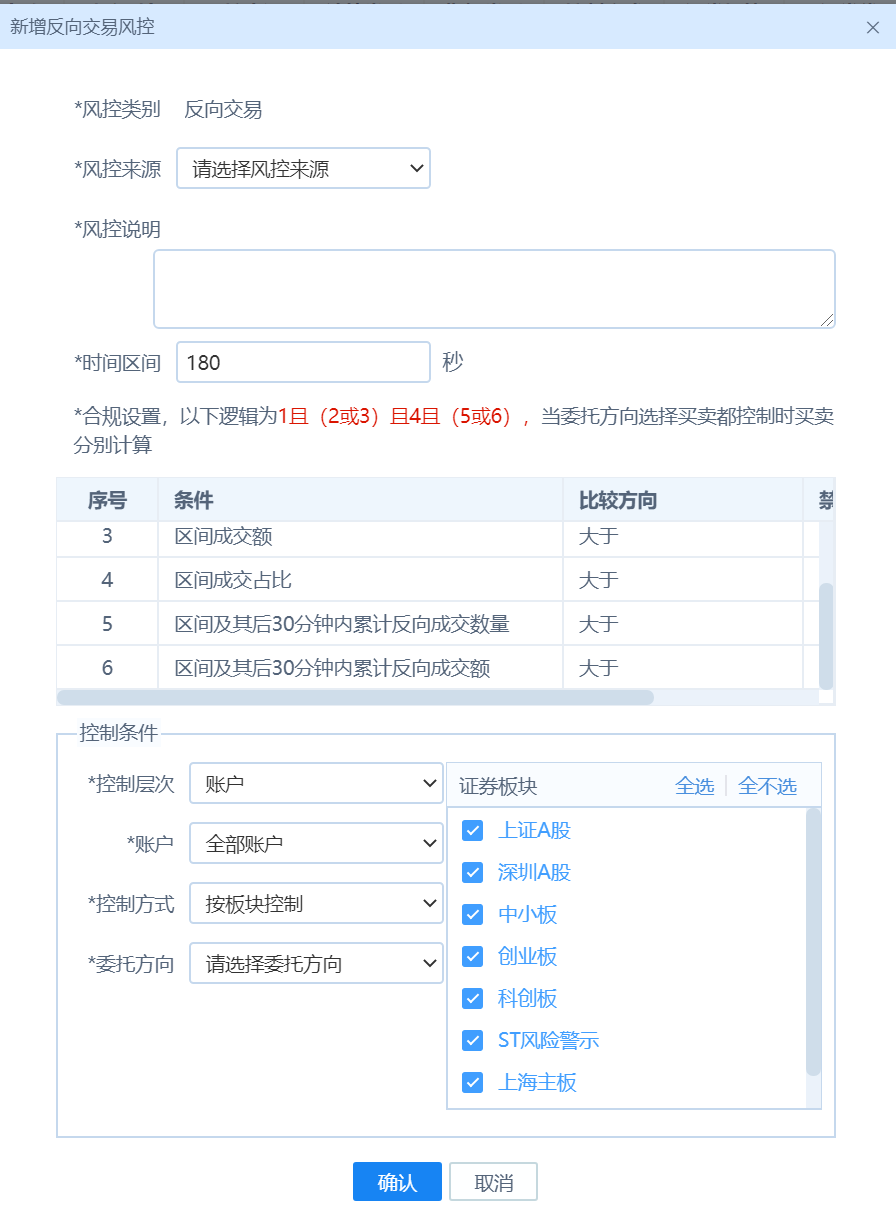 新增反向交易风控
*风控类别 反向交易
*风控来源 请选择风控来源
*风控说明
*时间区间 180 秒
*合规设置，以下逻辑为1且（2或3）且4且（5或6），当委托方向选择买卖都控制时买卖
分别计算
序号 条件 比较方向 禁
3 区间成交额 大于
4 区间成交占比 大于
5 区间及其后30分钟内累计反向成交数量 大于
6 区间及其后30分钟内累计反向成交额 大于
控制条件
*控制层次 账户
*账户 全部账户
*控制方式 按板块控制
*委托方向 请选择委托方向
证券板块 全选 全不选
上证A股
深圳A股
中小板
创业板
科创板
ST风险警示
上海主板
确认 取消